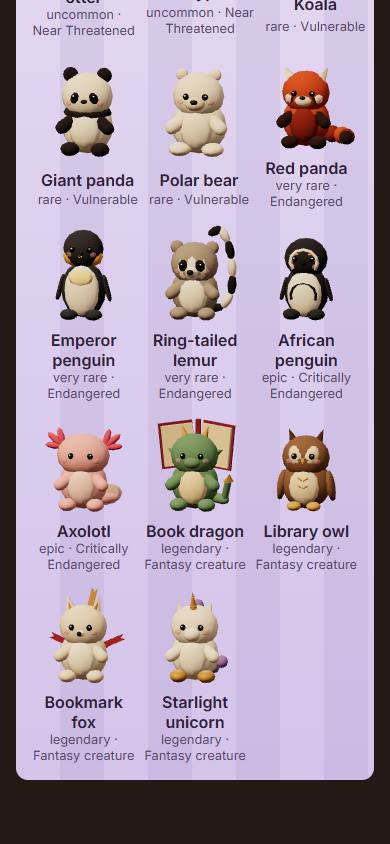 otter
Koala
uncommon ·
Near Threatened
uncommon · Near
Threatened
rare · Vulnerable
Giant panda
rare · Vulnerable
Polar bear
rare · Vulnerable
Red panda
very rare ·
Endangered
Emperor
penguin
very rare ·
Endangered
Ring-tailed
lemur
very rare ·
Endangered
African
penguin
epic · Critically
Endangered
Axolotl
epic · Critically
Endangered
Book dragon
legendary ·
Fantasy creature
Library owl
legendary ·
Fantasy creature
Bookmark
fox
legendary ·
Fantasy creature
Starlight
unicorn
legendary ·
Fantasy creature